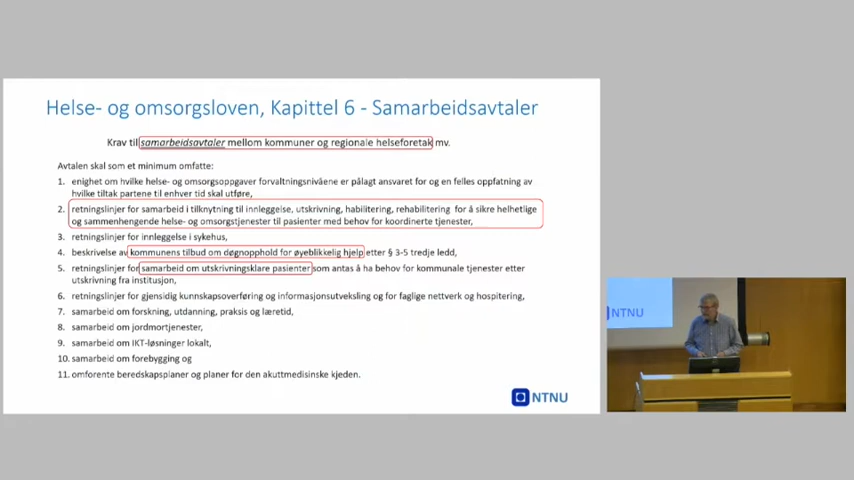 Helse- og omsorgsloven, Kapittel 6 - Samarbeidsavtaler
Krav til samarbeidsavtaler mellom kommuner og regionale helseforetak mv.
Avtalen skal som et minimum omfatte:
1. enighet om hvilke helse- og omsorgsoppgaver forvaltningsnivåene er pålagt ansvaret for og en felles oppfatning av
hvilke tiltak partene til enhver tid skal utføre,
2. retningslinjer for samarbeid i tilknytning til innleggelse, utskrivning, habilitering, rehabilitering for å sikre helhetlige
og sammenhengende helse- og omsorgstjenester til pasienter med behov for koordinerte tjenester,
3. retningslinjer for innleggelse i sykehus,
4. beskrivelse av kommunens tilbud om døgnopphold for øyeblikkelig hjelp etter § 3-5 tredje ledd,
5. retningslinjer for samarbeid om utskrivningsklare pasienter som antas å ha behov for kommunale tjenester etter
utskrivning fra institusjon,
6. retningslinjer for gjensidig kunnskapsoverføring og informasjonsutveksling og for faglige nettverk og hospitering,
7. samarbeid om forskning, utdanning, praksis og læretid,
8. samarbeid om jordmortjenester,
9. samarbeid om IKT-løsninger lokalt,
10. samarbeid om forebygging og
11. omforente beredskapsplaner og planer for den akuttmedisinske kjeden.
NTNU
NTNU